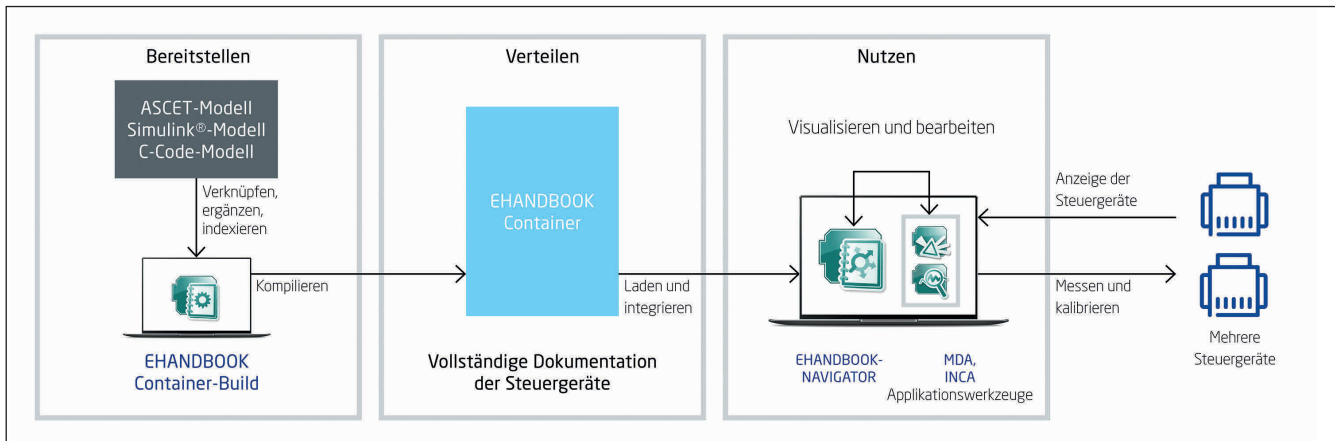 Bereitstellen
ASCET-Modell
Simulink®-Modell
C-Code-Modell
Verknüpfen,
ergänzen,
indexieren
Kompilieren
EHANDBOOK
Container-Build
Verteilen
EHANDBOOK
Container
Laden und
integrieren
Vollständige Dokumentation
der Steuergeräte
Nutzen
Visualisieren und bearbeiten
EHANDBOOK-
NAVIGATOR
MDA,
INCA
Applikationswerkzeuge
Anzeige der
Steuergeräte
Messen und
kalibrieren
Mehrere
Steuergeräte